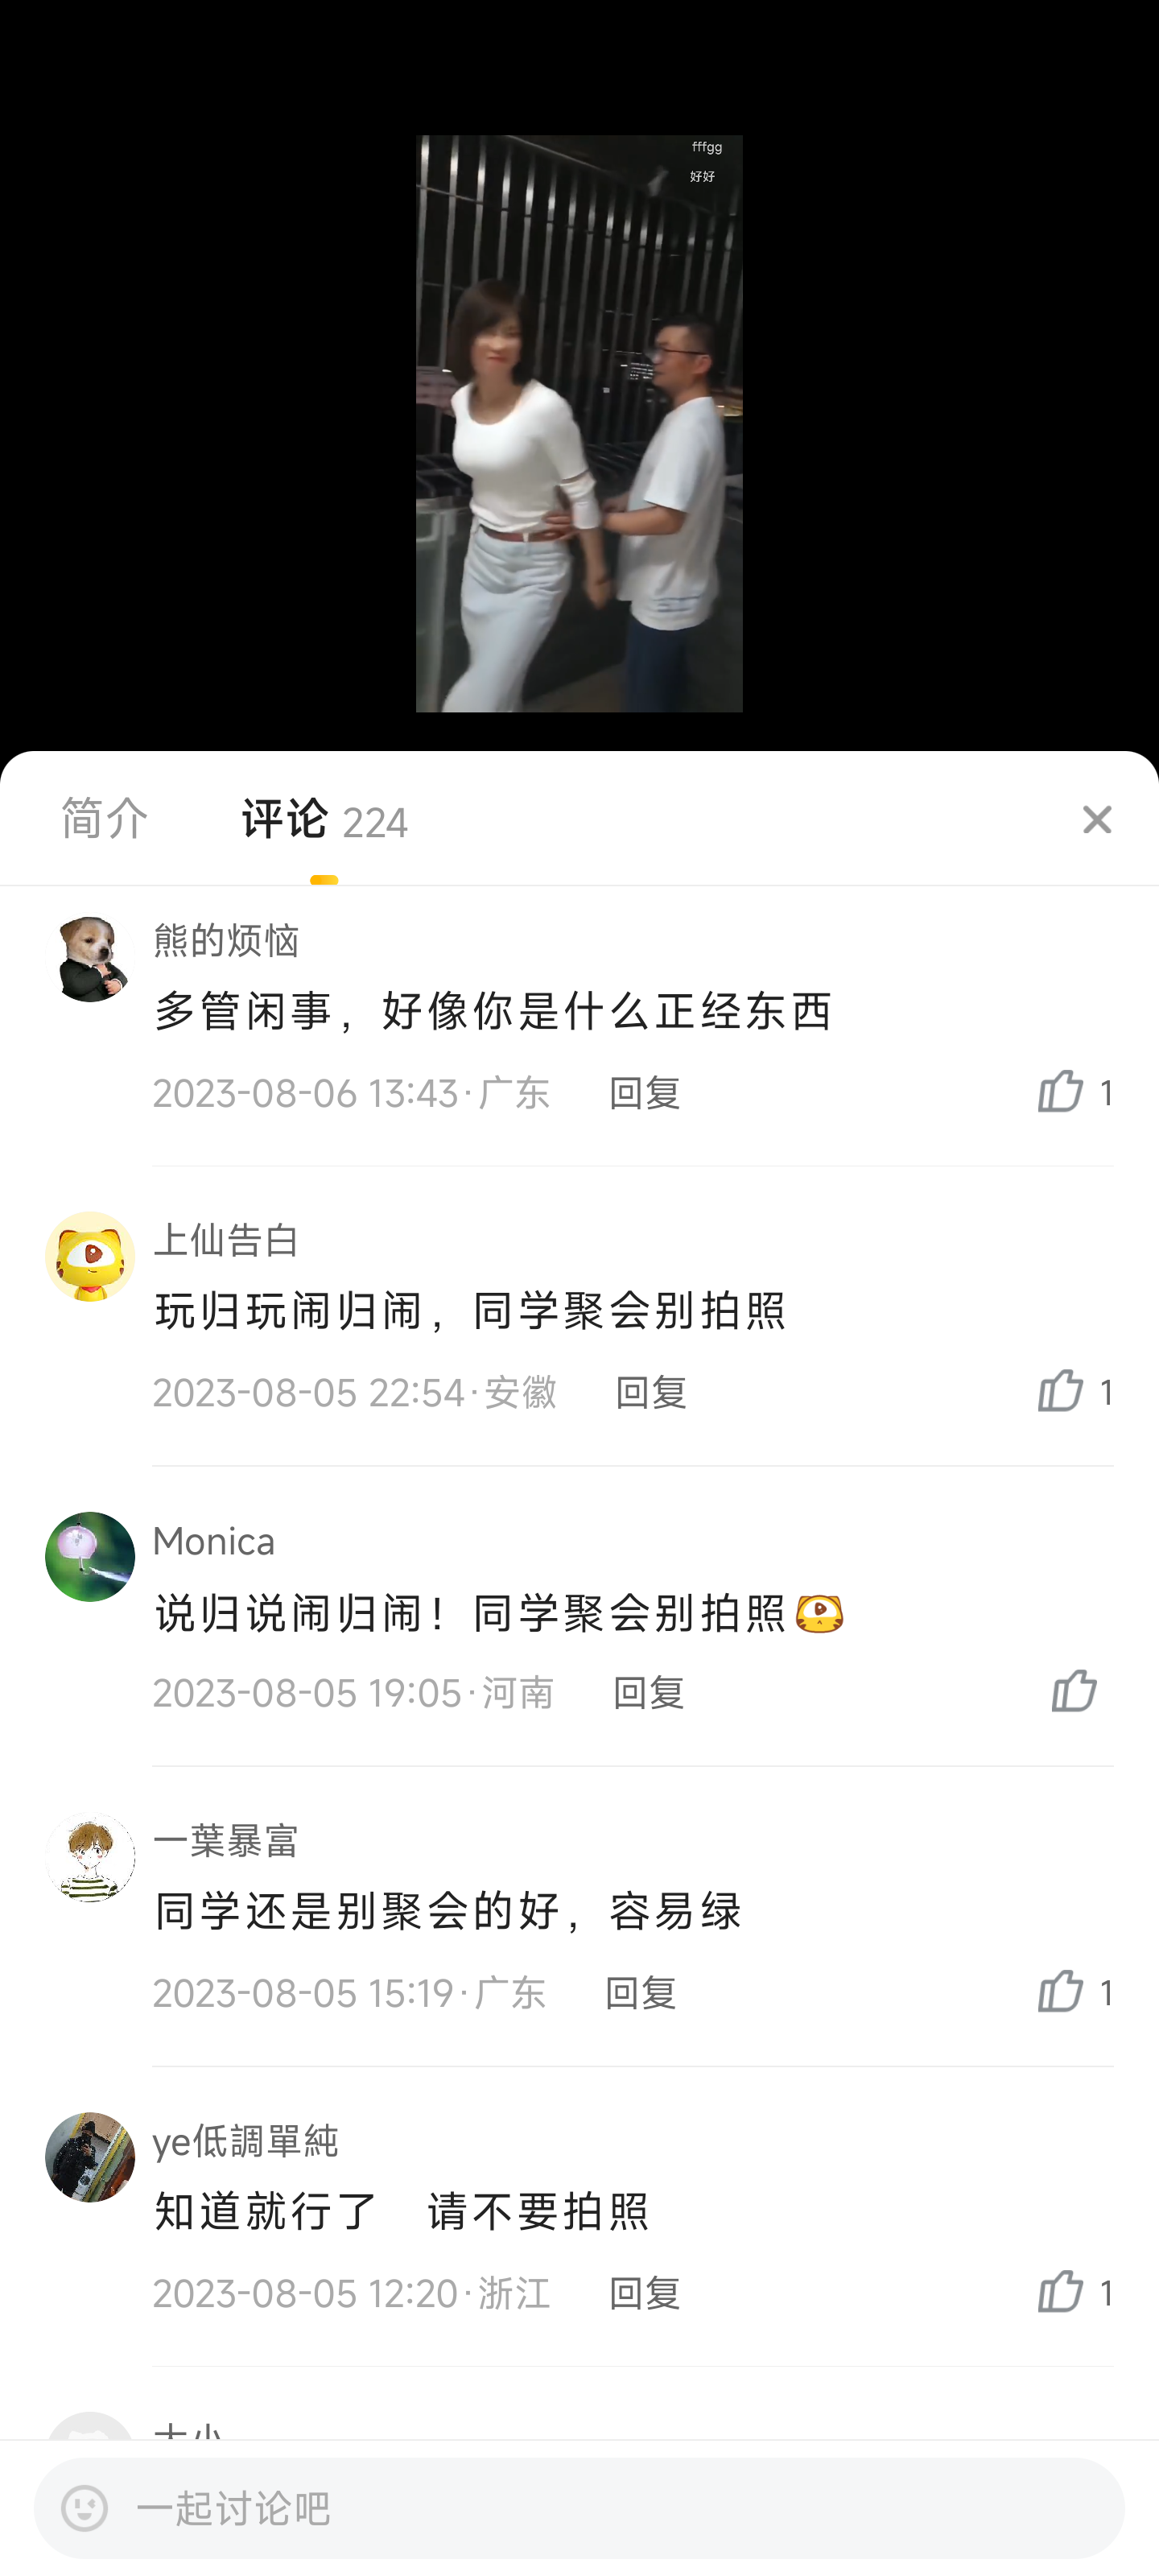 fffgg
好好
简介 评论 224
熊的烦恼
多管闲事，好像你是什么正经东西
2023-08-06 13:43·广东 回复 1
上仙告白
玩归玩闹归闹，同学聚会别拍照
2023-08-05 22:54·安徽 回复 1
Monica
说归说闹归闹！同学聚会别拍照
2023-08-05 19:05·河南 回复
一葉暴富
同学还是别聚会的好，容易绿
2023-08-05 15:19·广东 回复 1
ye低調單純
知道就行了 请不要拍照
2023-08-05 12:20·浙江 回复 1
一起讨论吧